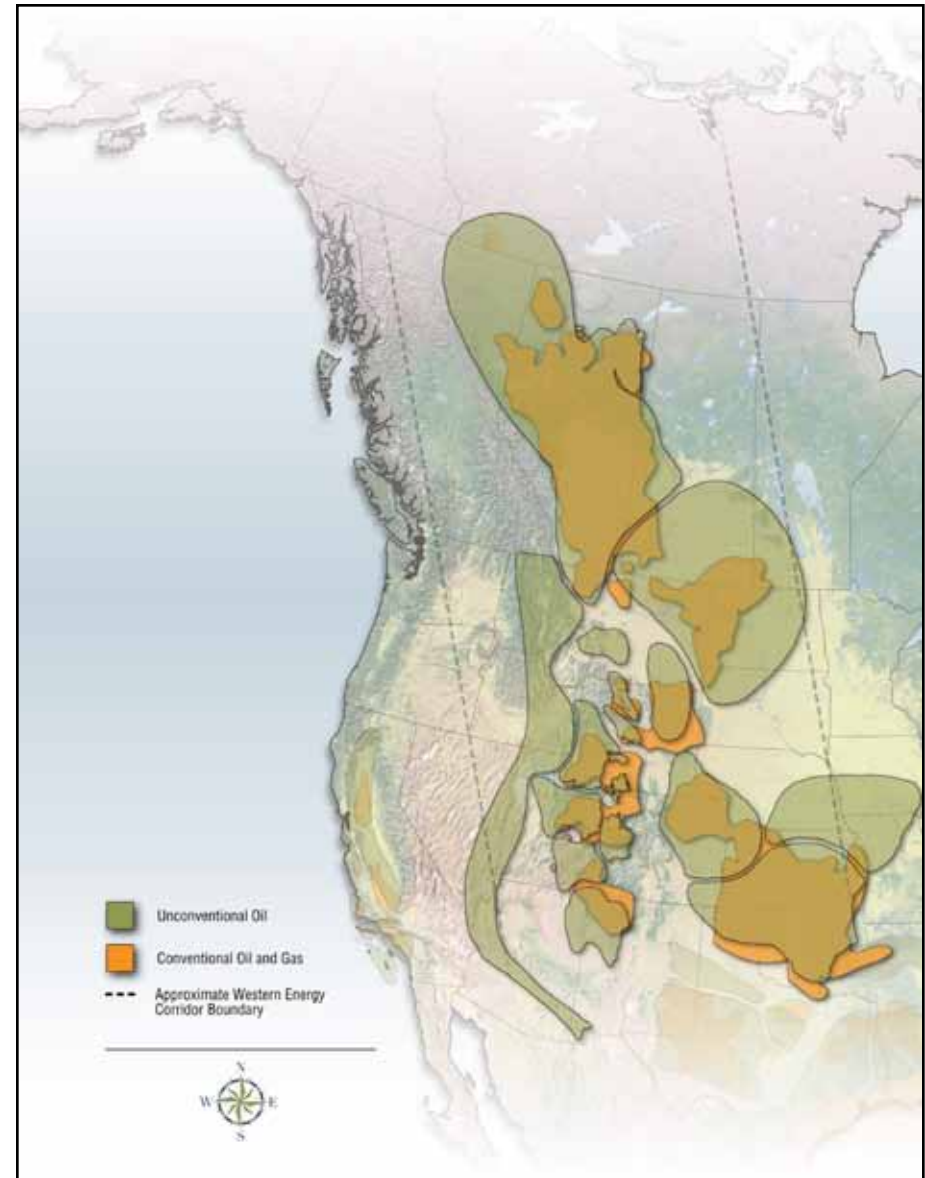 Unconventional Oil
Conventional Oil and Gas
Approximate Western Energy
Corridor Boundary
N
W E
S